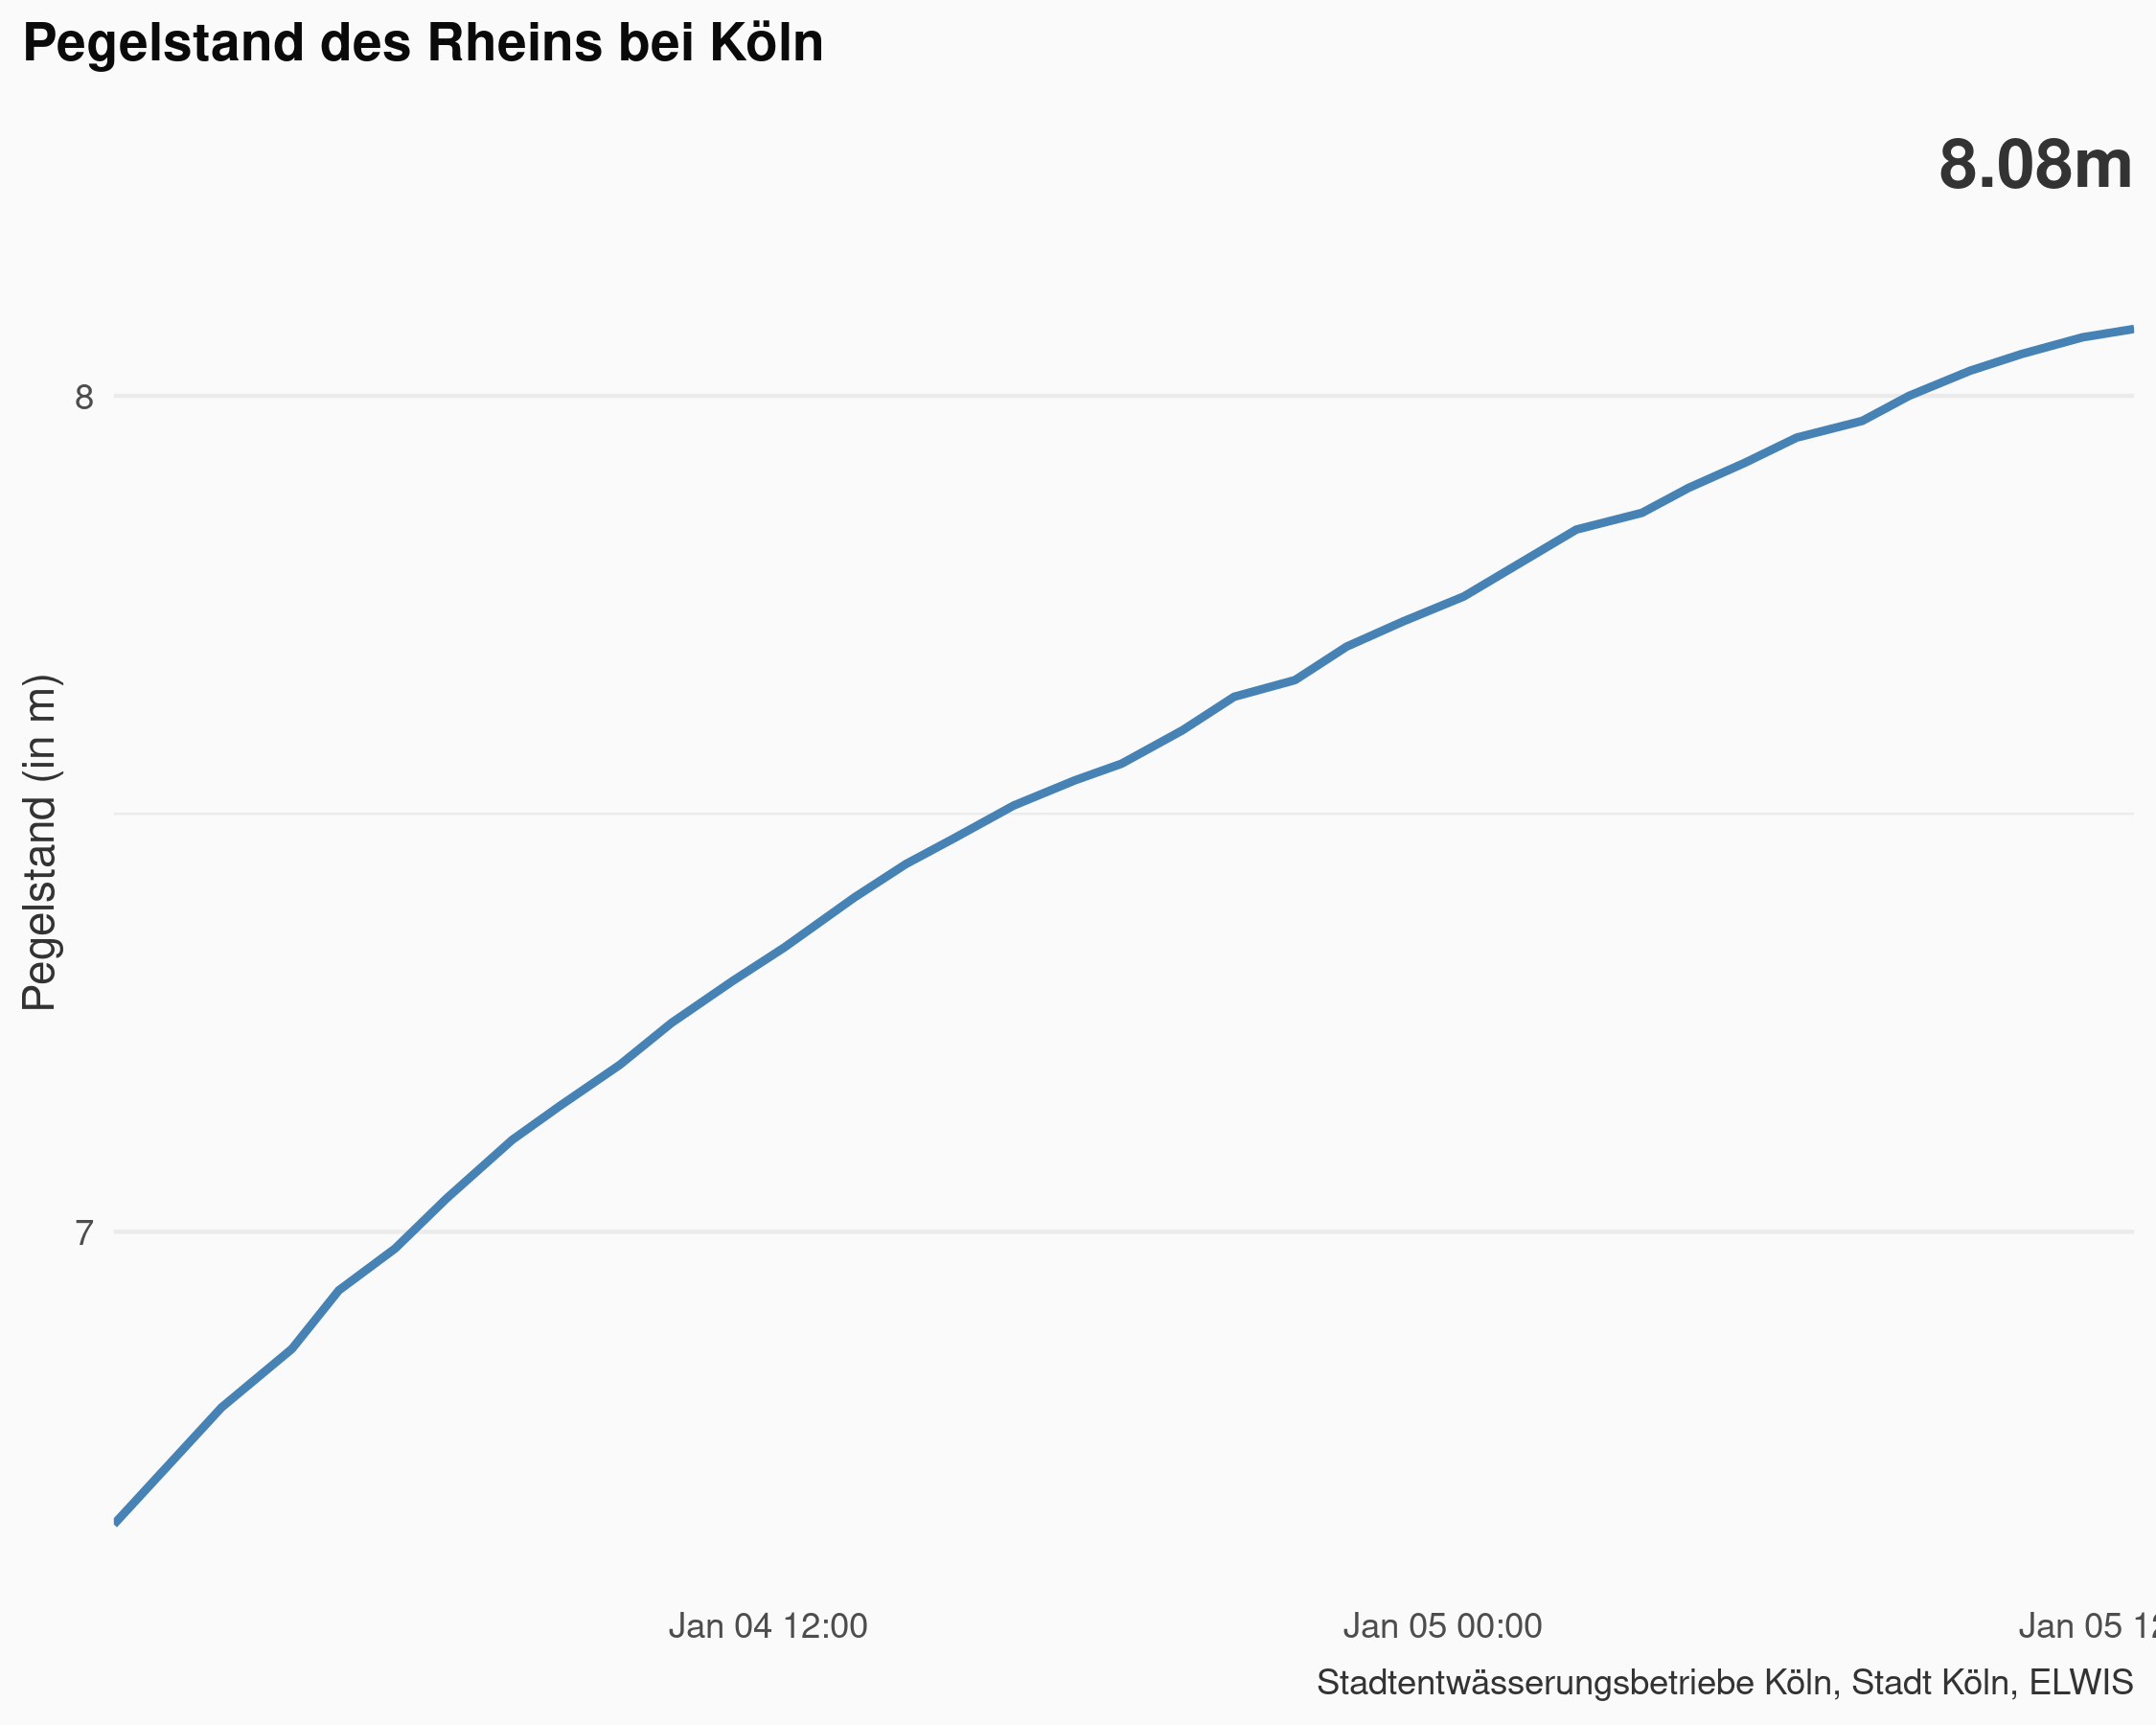 Pegelstand des Rheins bei Köln
8.08m
Pegelstand (in m)
8
7
Jan 04 12:00
Jan 05 00:00
Jan 05 12
Stadtentwässerungsbetriebe Köln, Stadt Köln, ELWIS